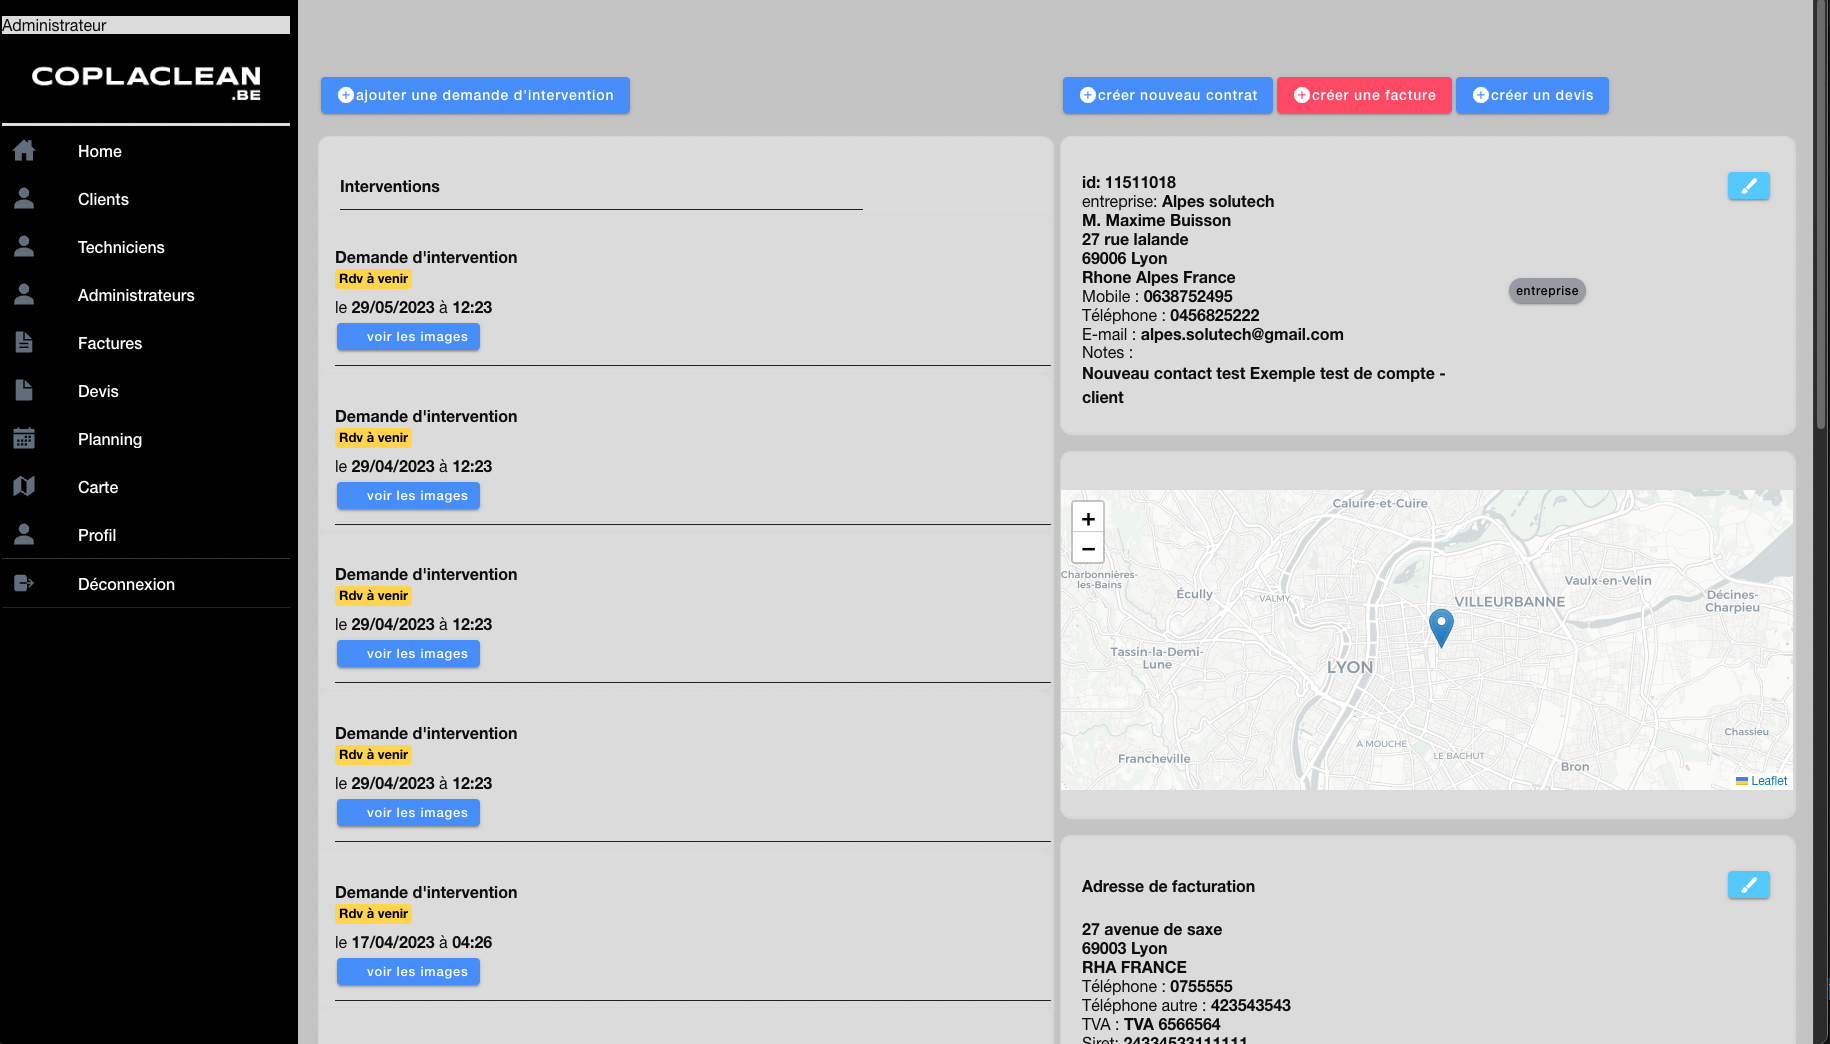 Administrateur
COPLACLEAN
.BE
Home
Clients
Techniciens
Administrateurs
Factures
Devis
Planning
Carte
Profil
Déconnexion
ajouter une demande d'intervention
Interventions
Demande d'intervention
Rdv à venir
le 29/05/2023 à 12:23
voir les images
Demande d'intervention
Rdv à venir
le 29/04/2023 à 12:23
voir les images
Demande d'intervention
Rdv à venir
le 29/04/2023 à 12:23
voir les images
Demande d'intervention
Rdv à venir
le 29/04/2023 à 12:23
voir les images
Demande d'intervention
Rdv à venir
le 17/04/2023 à 04:26
voir les images
créer nouveau contrat
créer une facture
créer un devis
id: 11511018
entreprise: Alpes solutech
M. Maxime Buisson
27 rue lalande
69006 Lyon
Rhone Alpes France
Mobile : 0638752495
Téléphone : 0456825222
E-mail : alpes.solutech@gmail.com
Notes :
Nouveau contact test Exemple test de compte -
client
entreprise
+
−
Caluire-et-Cuire
Charbonnières-
les-Bains
Écully
VALMY
Vaulx-en-Velin
VILLEURBANNE
Décines-
Charpieu
Tassin-la-Demi-
Lune
LYON
A MOUCHE
LE BACHUT
Chassieu
Francheville
Bron
Leaflet
Adresse de facturation
27 avenue de saxe
69003 Lyon
RHA FRANCE
Téléphone : 0755555
Téléphone autre : 423543543
TVA : TVA 6566564
Siret: 24334533111111